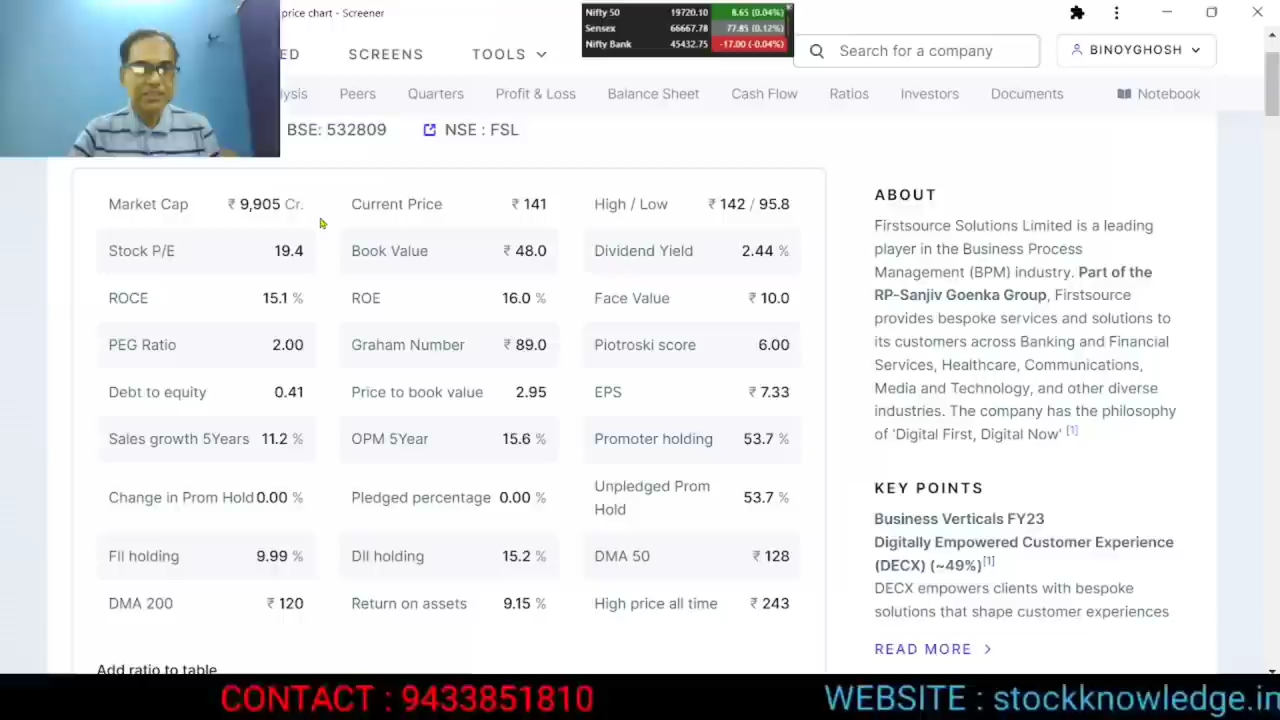 price chart - Screener
Nifty 50 19720.10 8.65 (0.04%)
Sensex 66667.78 77.85 (0.12%)
Nifty Bank 45432.75 -17.00 (-0.04%)
ED SCREENS TOOLS
Search for a company
BINOYGHOSH
lysis Peers Quarters Profit & Loss Balance Sheet Cash Flow Ratios Investors Documents Notebook
BSE: 532809 NSE : FSL
Market Cap ₹ 9,905 Cr. Current Price ₹ 141 High / Low ₹ 142 / 95.8
Stock P/E 19.4 Book Value ₹ 48.0 Dividend Yield 2.44 %
ROCE 15.1 % ROE 16.0 % Face Value ₹ 10.0
PEG Ratio 2.00 Graham Number ₹ 89.0 Piotroski score 6.00
Debt to equity 0.41 Price to book value 2.95 EPS ₹ 7.33
Sales growth 5Years 11.2 % OPM 5Year 15.6 % Promoter holding 53.7 %
Change in Prom Hold 0.00 % Pledged percentage 0.00 % Unpledged Prom
Hold 53.7 %
FII holding 9.99 % DII holding 15.2 % DMA 50 ₹ 128
DMA 200 ₹ 120 Return on assets 9.15 % High price all time ₹ 243
Add ratio to table
ABOUT
Firstsource Solutions Limited is a leading
player in the Business Process
Management (BPM) industry. Part of the
RP-Sanjiv Goenka Group, Firstsource
provides bespoke services and solutions to
its customers across Banking and Financial
Services, Healthcare, Communications,
Media and Technology, and other diverse
industries. The company has the philosophy
of 'Digital First, Digital Now' [1]
KEY POINTS
Business Verticals FY23
Digitally Empowered Customer Experience
(DECX) (~49%)[1]
DECX empowers clients with bespoke
solutions that shape customer experiences
READ MORE
CONTACT : 9433851810 WEBSITE : stockknowledge.in